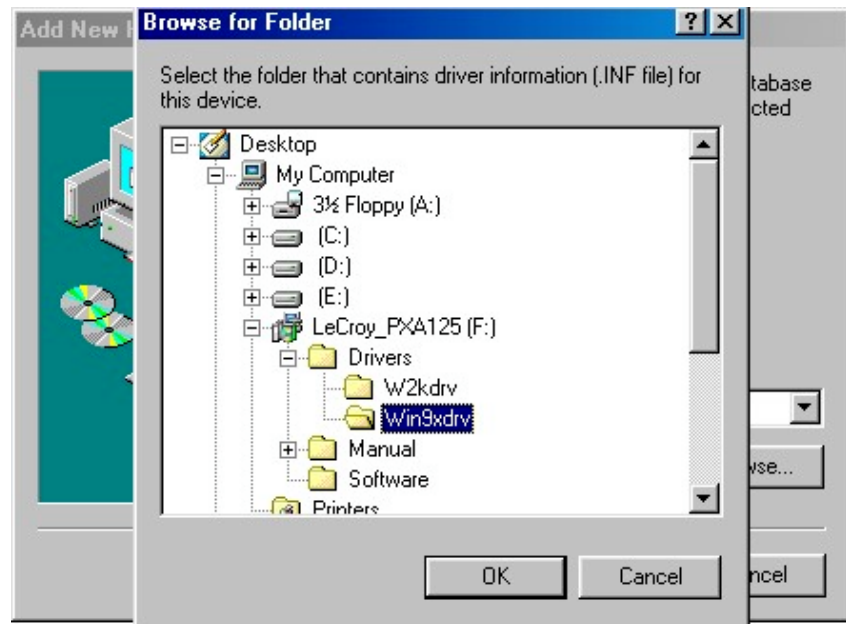 Add New H
Browse for Folder
Select the folder that contains driver information (.INF file) for
this device.
tabase
cted
Desktop
My Computer
3½ Floppy (A:)
(C:)
(D:)
(E:)
LeCroy_PXA125 (F:)
Drivers
W2kdrv
Win9xdrv
Manual
Software
Printers
wse...
OK
Cancel
ncel